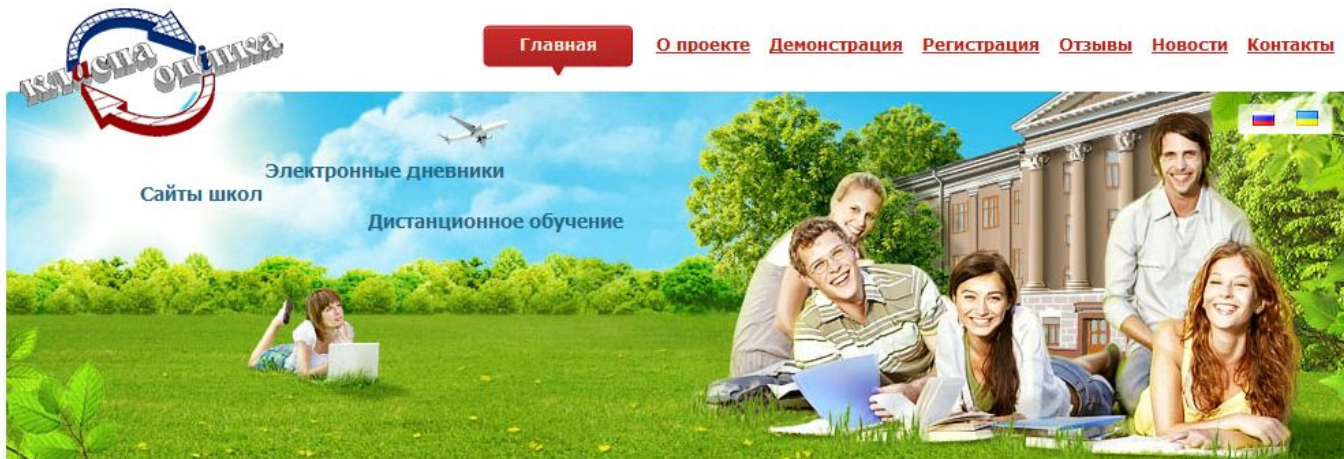 класна оцінка
Главная О проекте Демонстрация Регистрация Отзывы Новости Контакты
Электронные дневники
Сайты школ
Дистанционное обучение